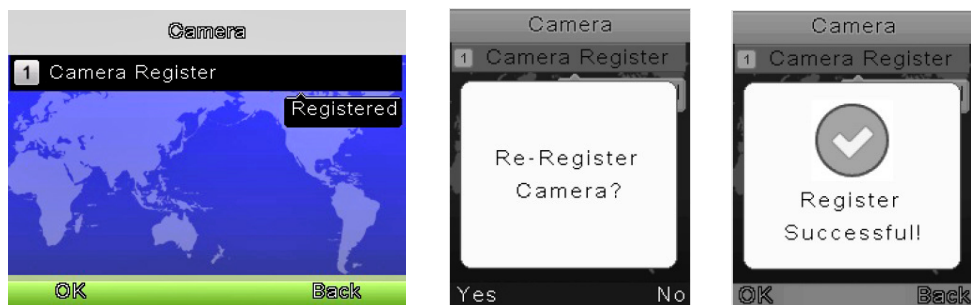 Camera
1 Camera Register
Registered
OK Back
Camera
1 Camera Register
Re-Register
Camera?
Yes No
Camera
1 Camera Register
Register
Successful!
OK Back